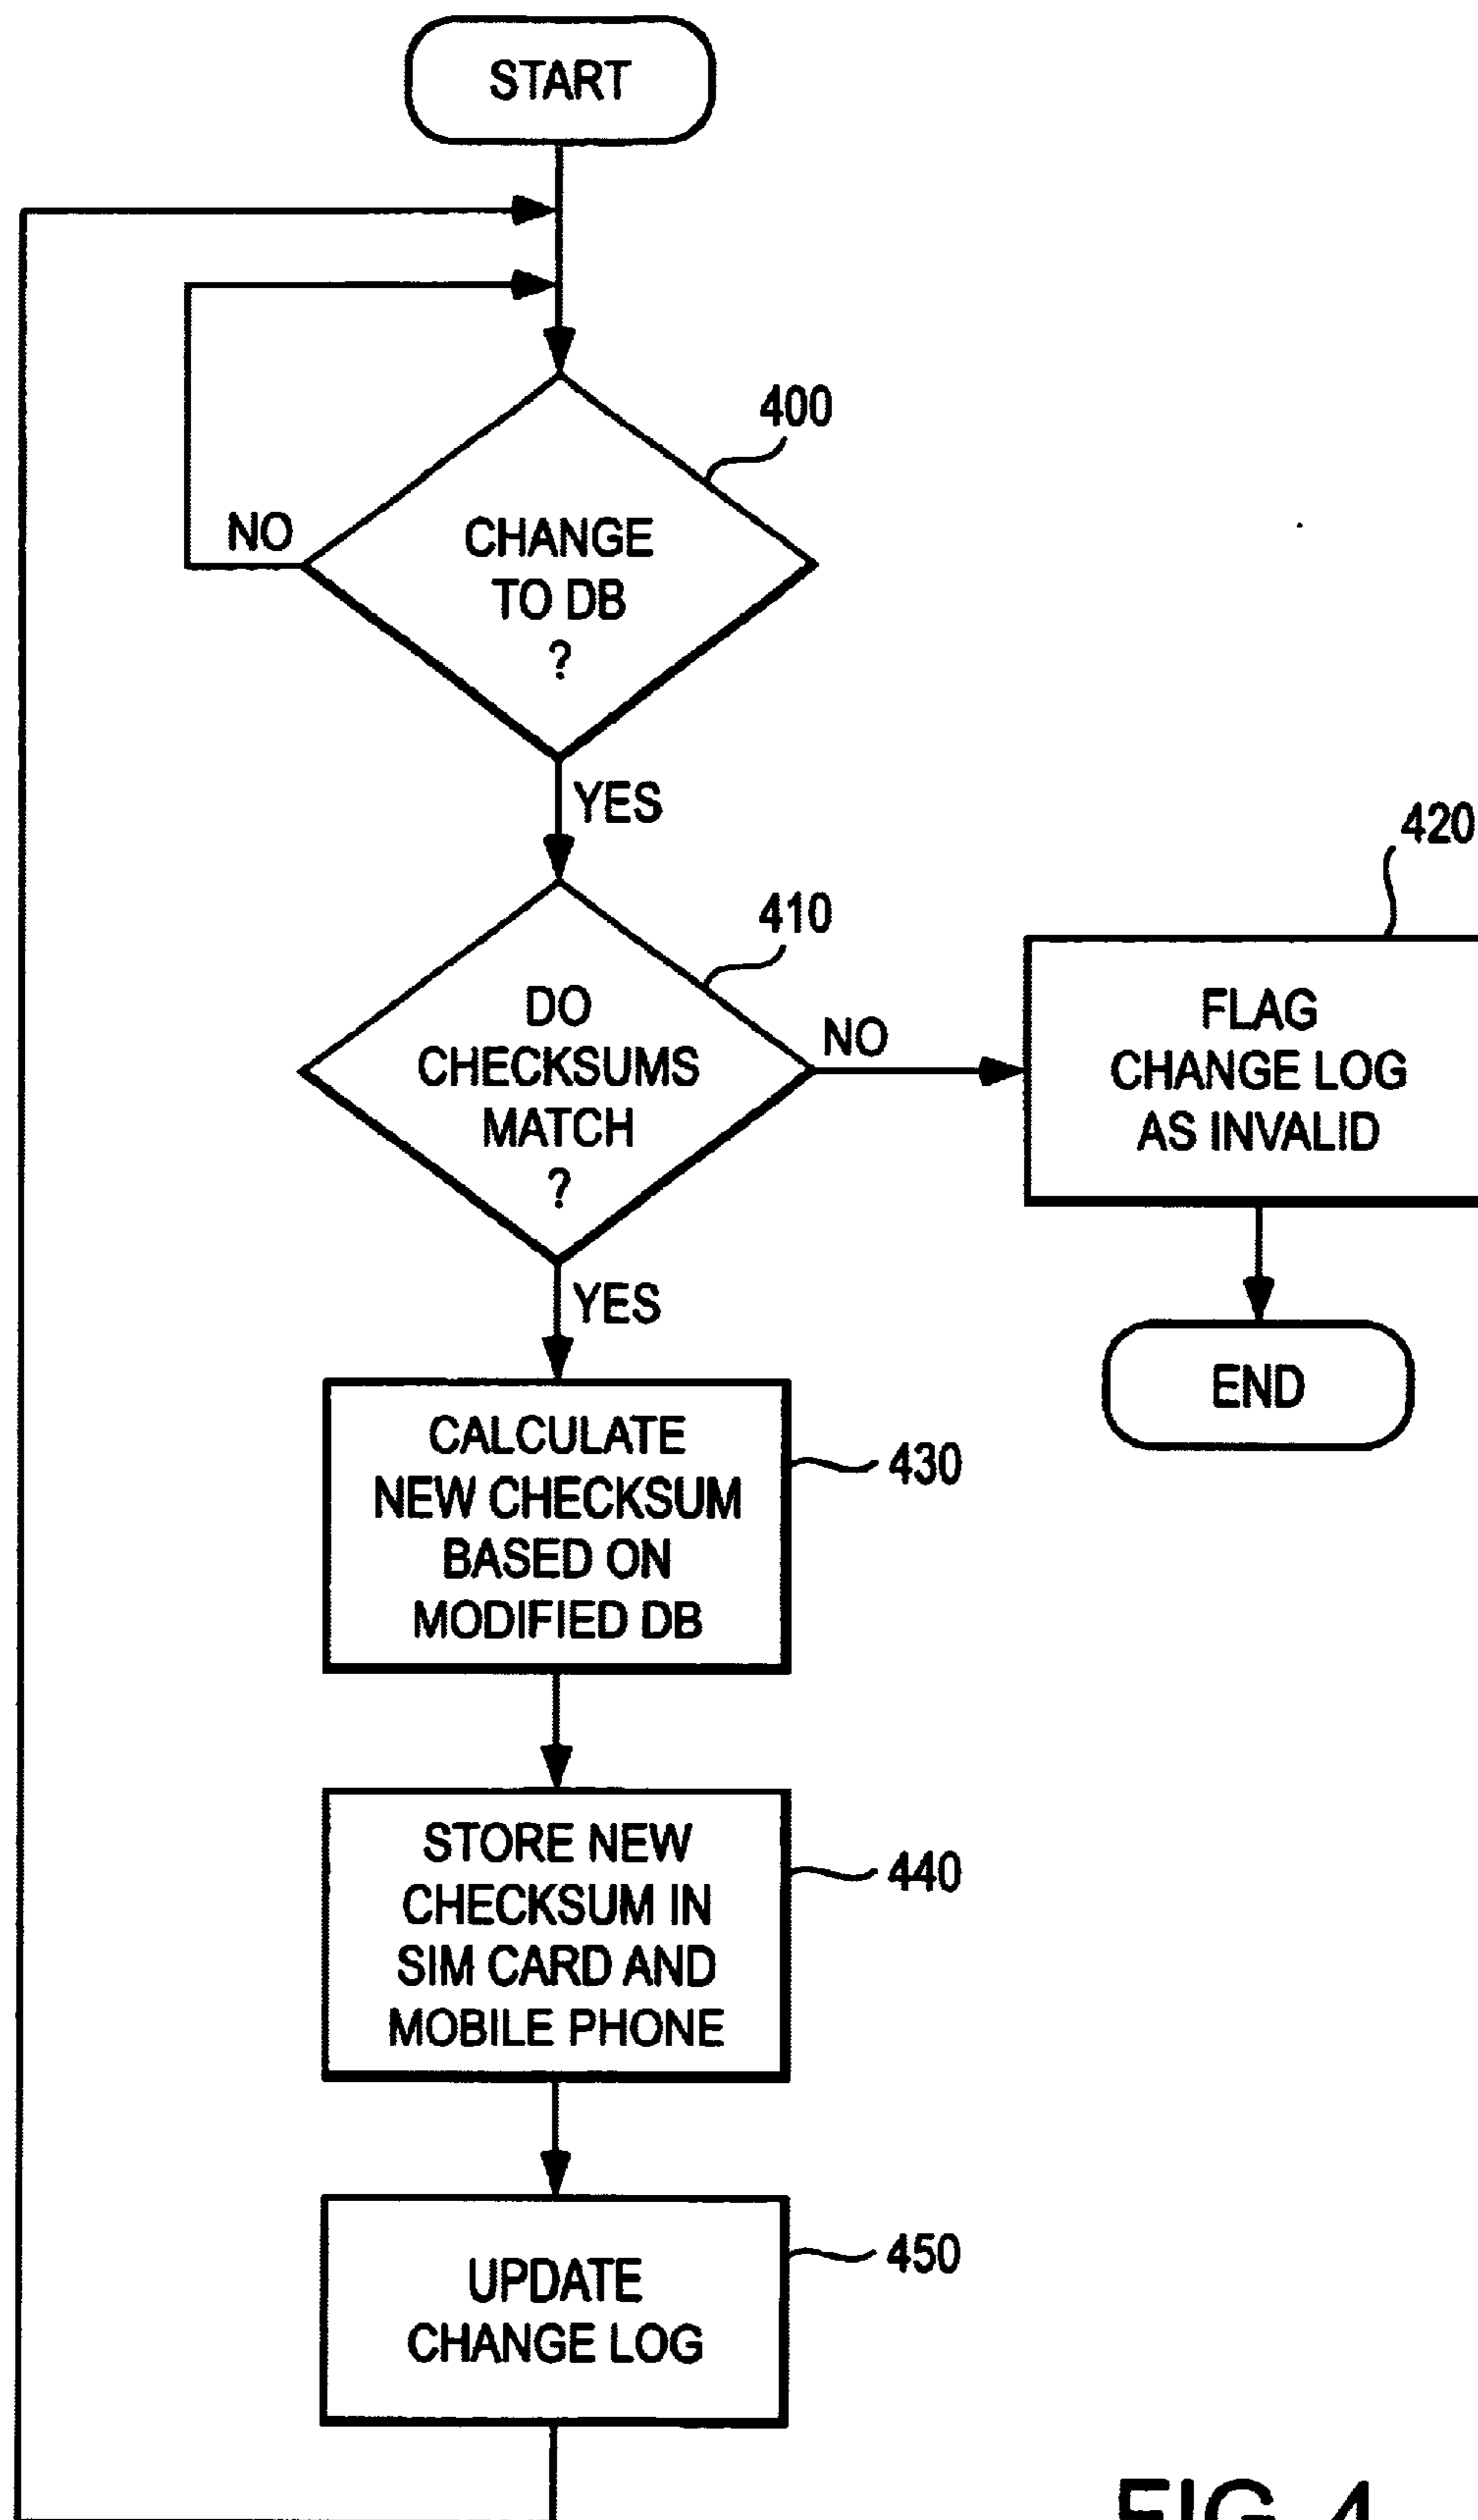 START
400
NO
CHANGE
TO DB
?
YES
410
420
DO
CHECKSUMS
MATCH
?
NO
FLAG
CHANGE LOG
AS INVALID
YES
END
CALCULATE
NEW CHECKSUM
BASED ON
MODIFIED DB
430
STORE NEW
CHECKSUM IN
SIM CARD AND
MOBILE PHONE
440
UPDATE
CHANGE LOG
450
FIG. 4